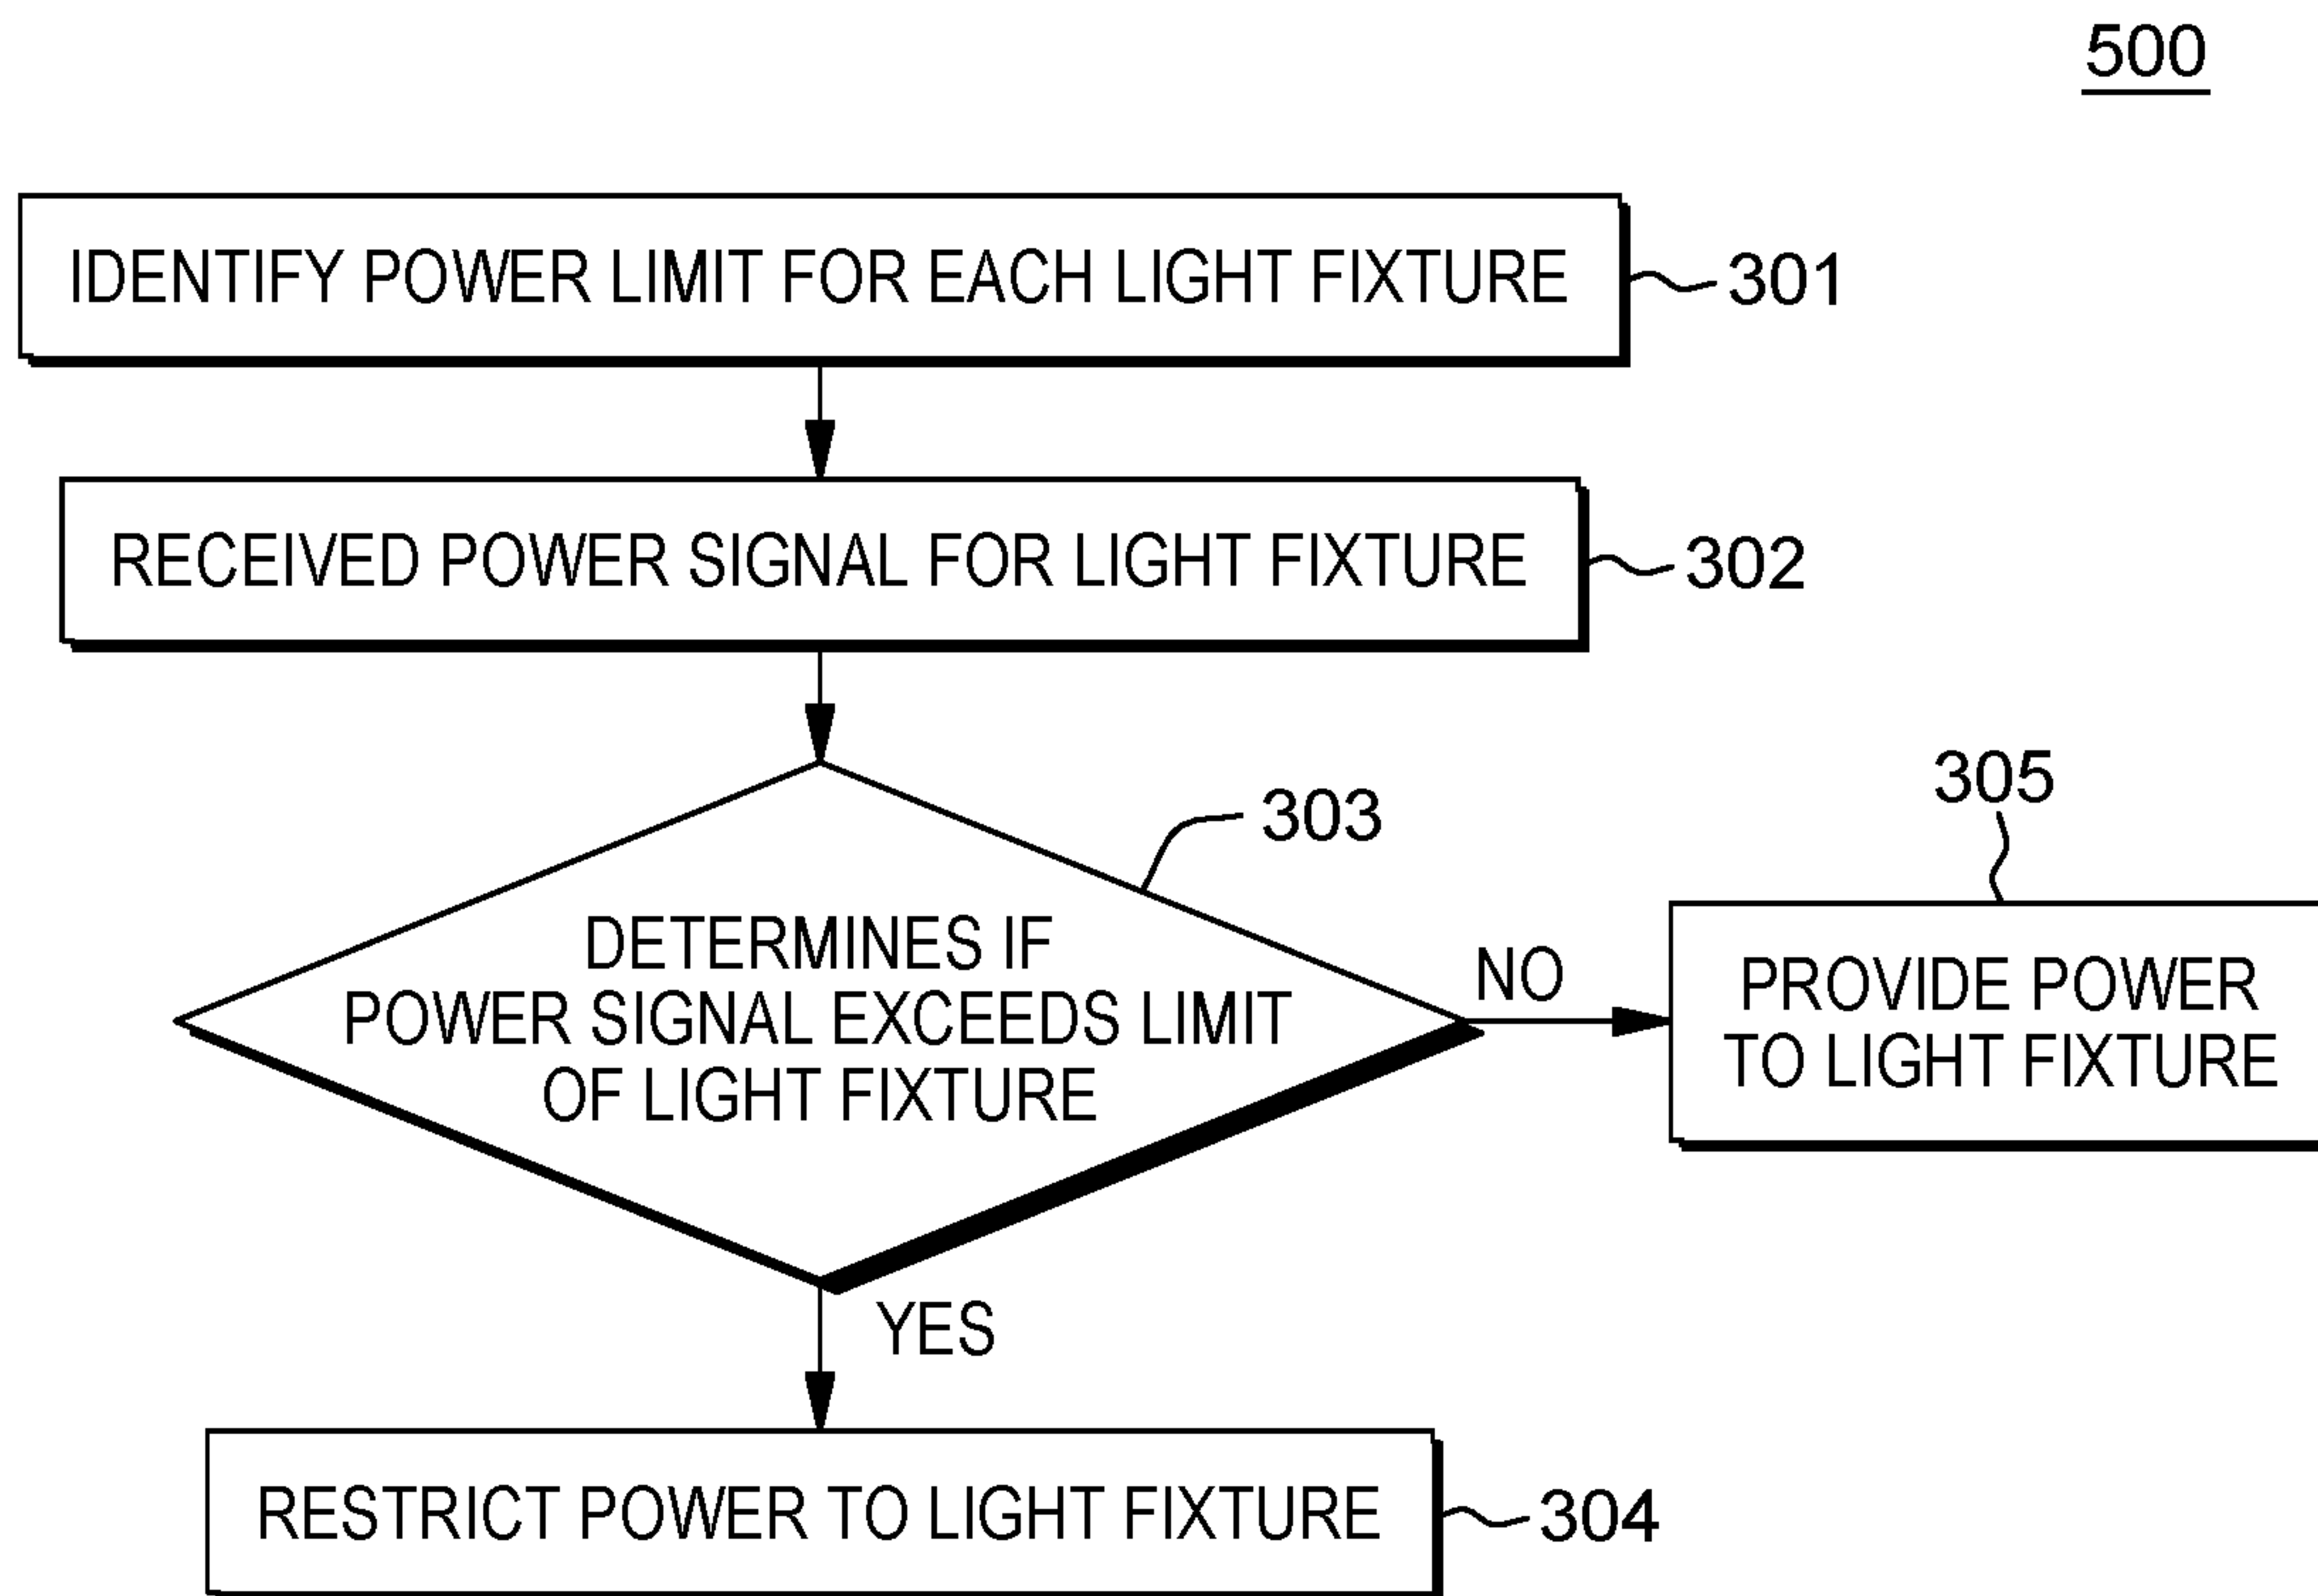 500
IDENTIFY POWER LIMIT FOR EACH LIGHT FIXTURE
301
RECEIVED POWER SIGNAL FOR LIGHT FIXTURE
302
303
305
DETERMINES IF
POWER SIGNAL EXCEEDS LIMIT
OF LIGHT FIXTURE
NO
PROVIDE POWER
TO LIGHT FIXTURE
YES
RESTRICT POWER TO LIGHT FIXTURE
304